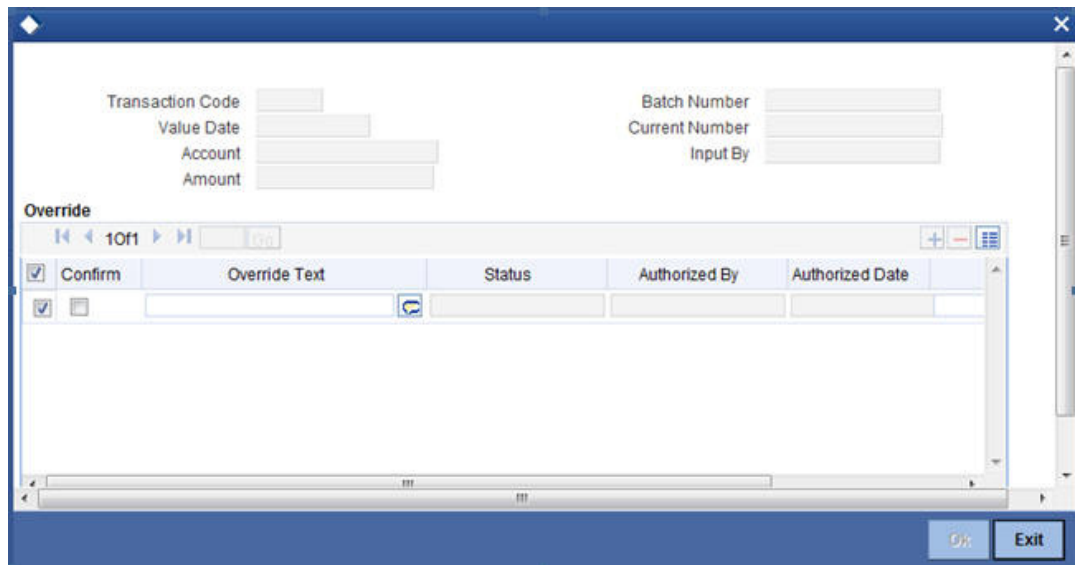 Transaction Code
Batch Number
Value Date
Current Number
Account
Input By
Amount
Override
1Of1 Go
Confirm Override Text Status Authorized By Authorized Date
Ok Exit